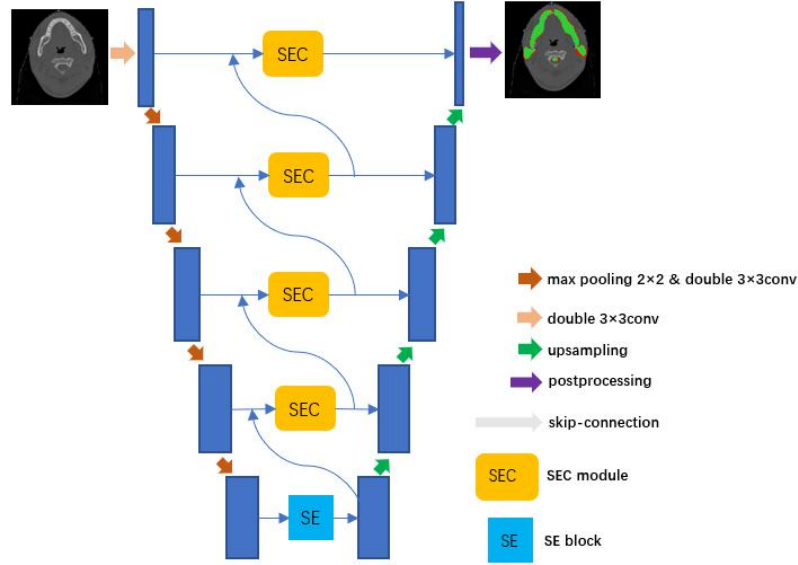 SEC
SEC
SEC
SEC
SE
max pooling 2×2 & double 3×3conv
double 3×3conv
upsampling
postprocessing
skip-connection
SEC SEC module
SE SE block